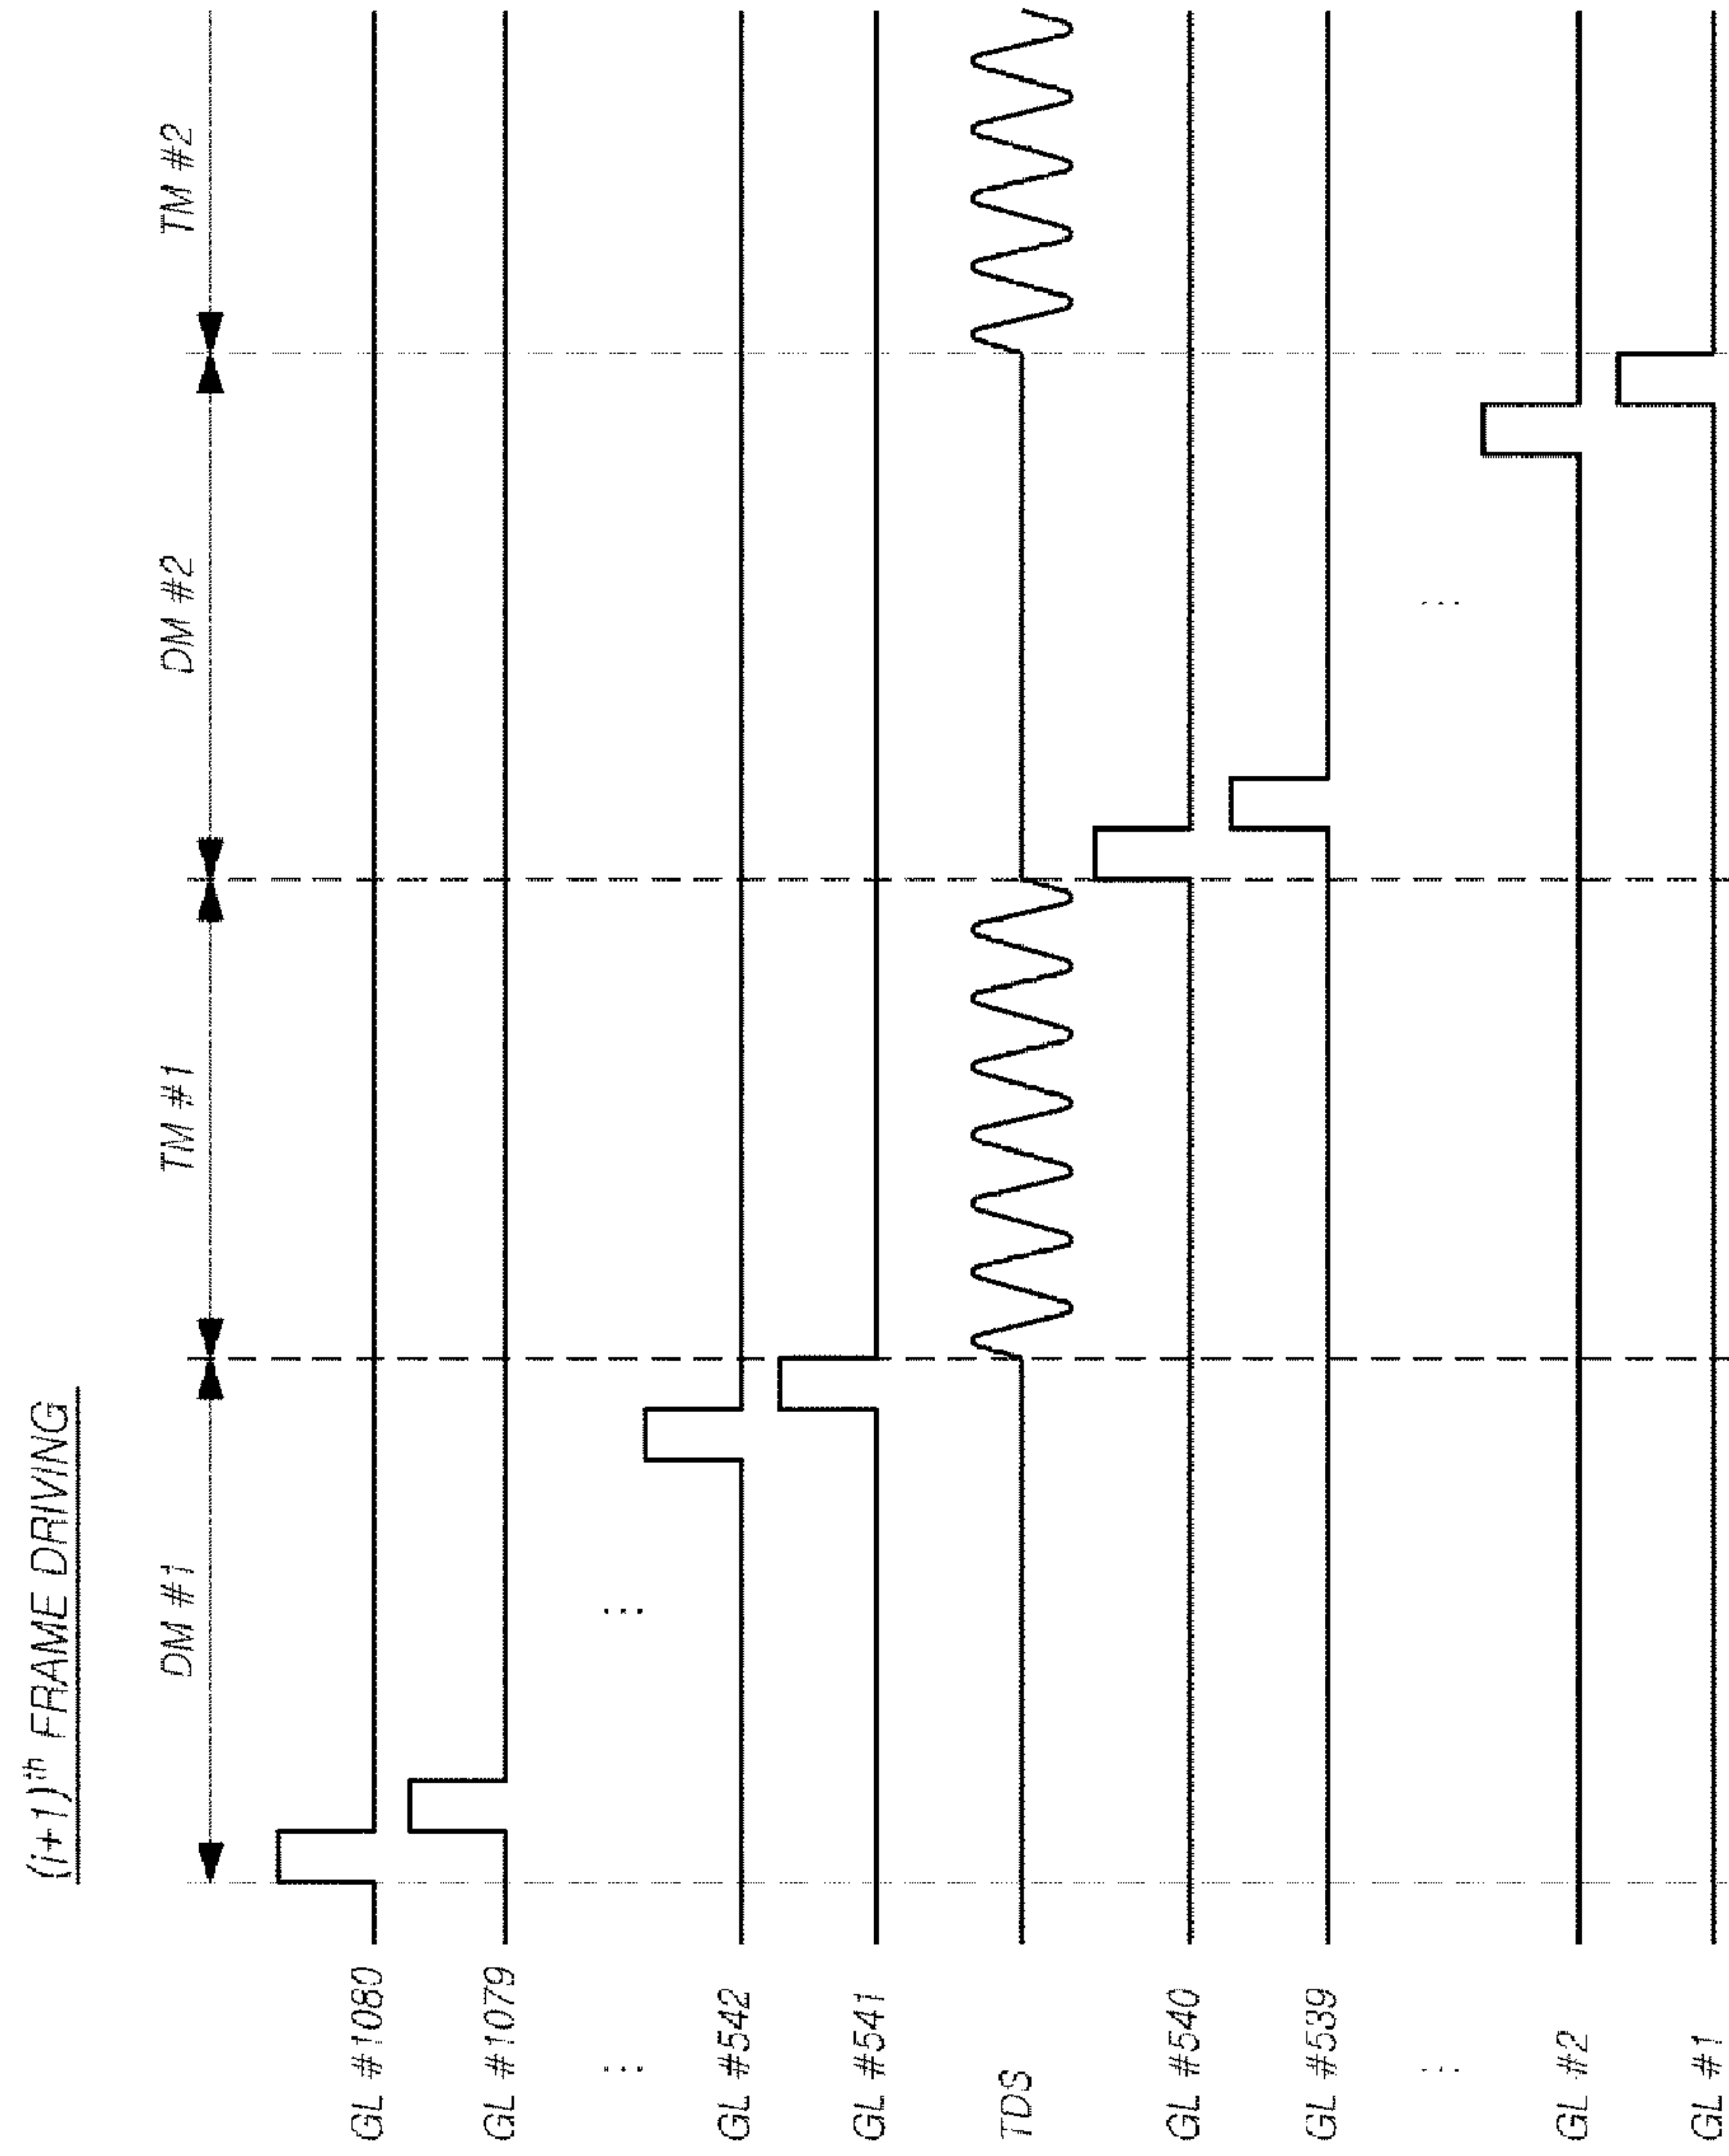 (i+1)th FRAME DRIVING
DM #1
TM #1
DM #2
TM #2
GL #1080
GL #1079
⋮
⋮
GL #542
GL #541
TDS
GL #540
GL #539
⋮
⋮
GL #2
GL #1